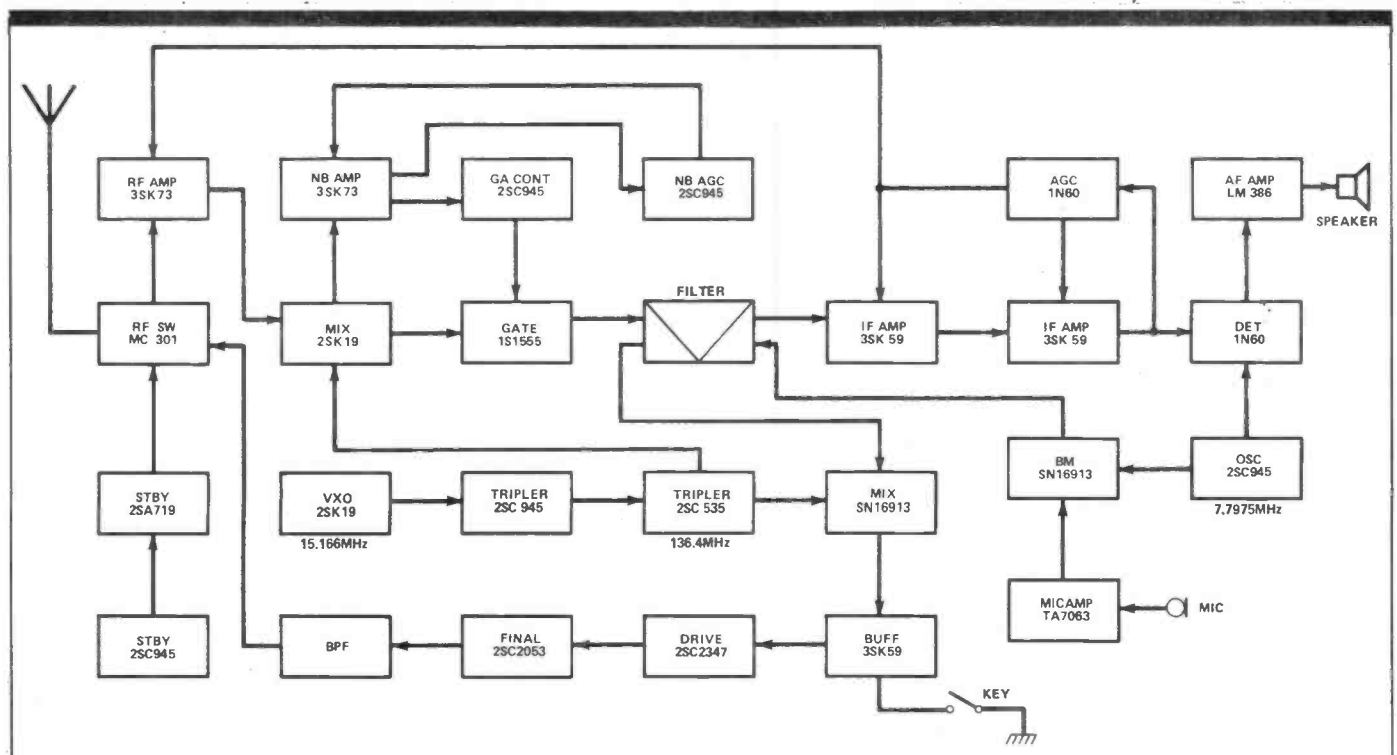 RF AMP
3SK73
NB AMP
3SK73
GA CONT
2SC945
NB AGC
2SC945
AGC
1N60
AF AMP
LM 386
SPEAKER
RF SW
MC 301
MIX
2SK19
GATE
1S1555
FILTER
IF AMP
3SK 59
IF AMP
3SK 59
DET
1N60
STBY
2SA719
VXO
2SK19
15.166MHz
TRIPLER
2SC 945
TRIPLER
2SC 535
136.4MHz
MIX
SN16913
BM
SN16913
OSC
2SC945
7.7975MHz
MICAMP
TA7063
MIC
STBY
2SC945
BPF
FINAL
2SC2053
DRIVE
2SC2347
BUFF
3SK59
KEY